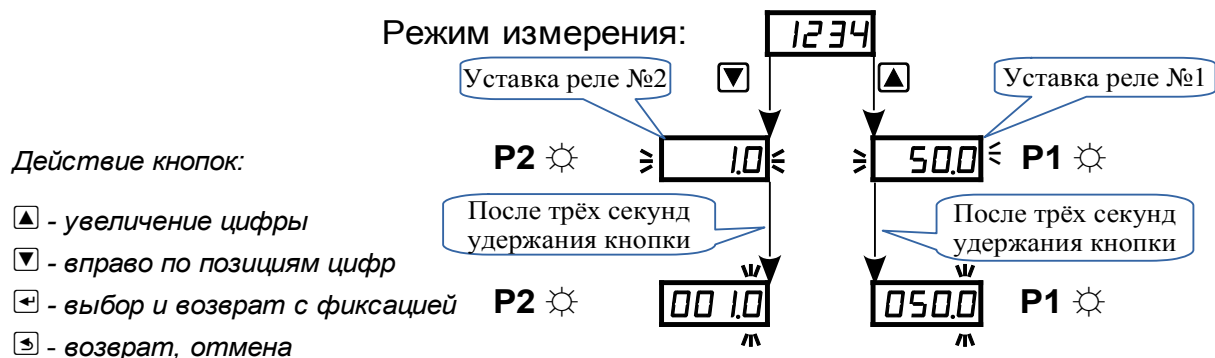 Режим измерения:
1234
Уставка реле №2
Уставка реле №1
Действие кнопок:
P2
1.0
50.0
P1
- увеличение цифры
После трёх секунд
удержания кнопки
После трёх секунд
удержания кнопки
- вправо по позициям цифр
- выбор и возврат с фиксацией
P2
001.0
050.0
P1
- возврат, отмена